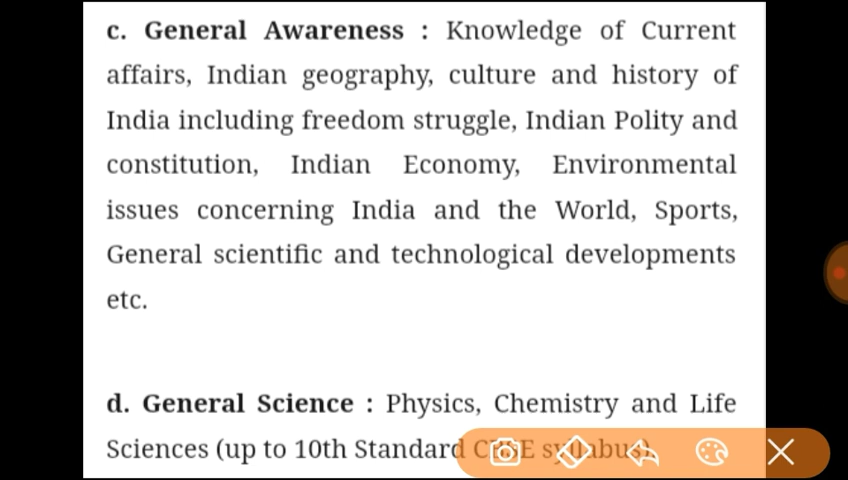 c. General Awareness : Knowledge of Current
affairs, Indian geography, culture and history of
India including freedom struggle, Indian Polity and
constitution, Indian Economy, Environmental
issues concerning India and the World, Sports,
General scientific and technological developments
etc.
d. General Science : Physics, Chemistry and Life
Sciences (up to 10th Standard CBSE syllabus).